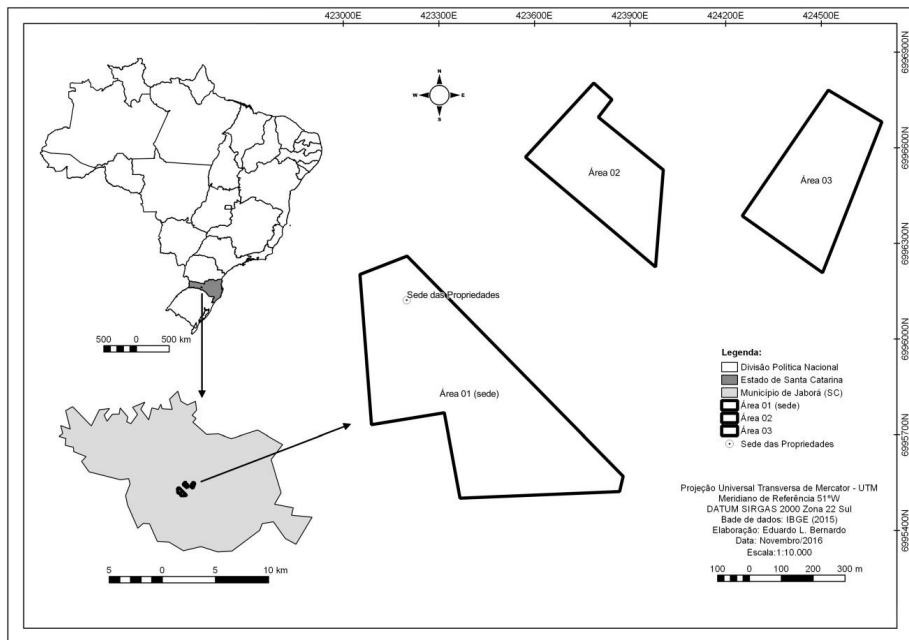 423000E 423300E 423600E 423900E 424200E 424500E
6996900N
6996600N
6996300N
6996000N
6995700N
6995400N
N
W E
S
Área 02
Área 03
Sede das Propriedades
Área 01 (sede)
500 0 500 km
5 0 5 10 km
Legenda:
Divisão Politica Nacional
Estado de Santa Catarina
Município de Jaborá (SC)
Área 01 (sede)
Área 02
Área 03
Sede das Propriedades
Projeção Universal Transversa de Mercator - UTM
Meridiano de Referência 51°W
DATUM SIRGAS 2000 Zona 22 Sul
Bade de dados: IBGE (2015)
Elaboração: Eduardo L. Bernardo
Data: Novembro/2016
Escala:1:10.000
100 0 100 200 300 m